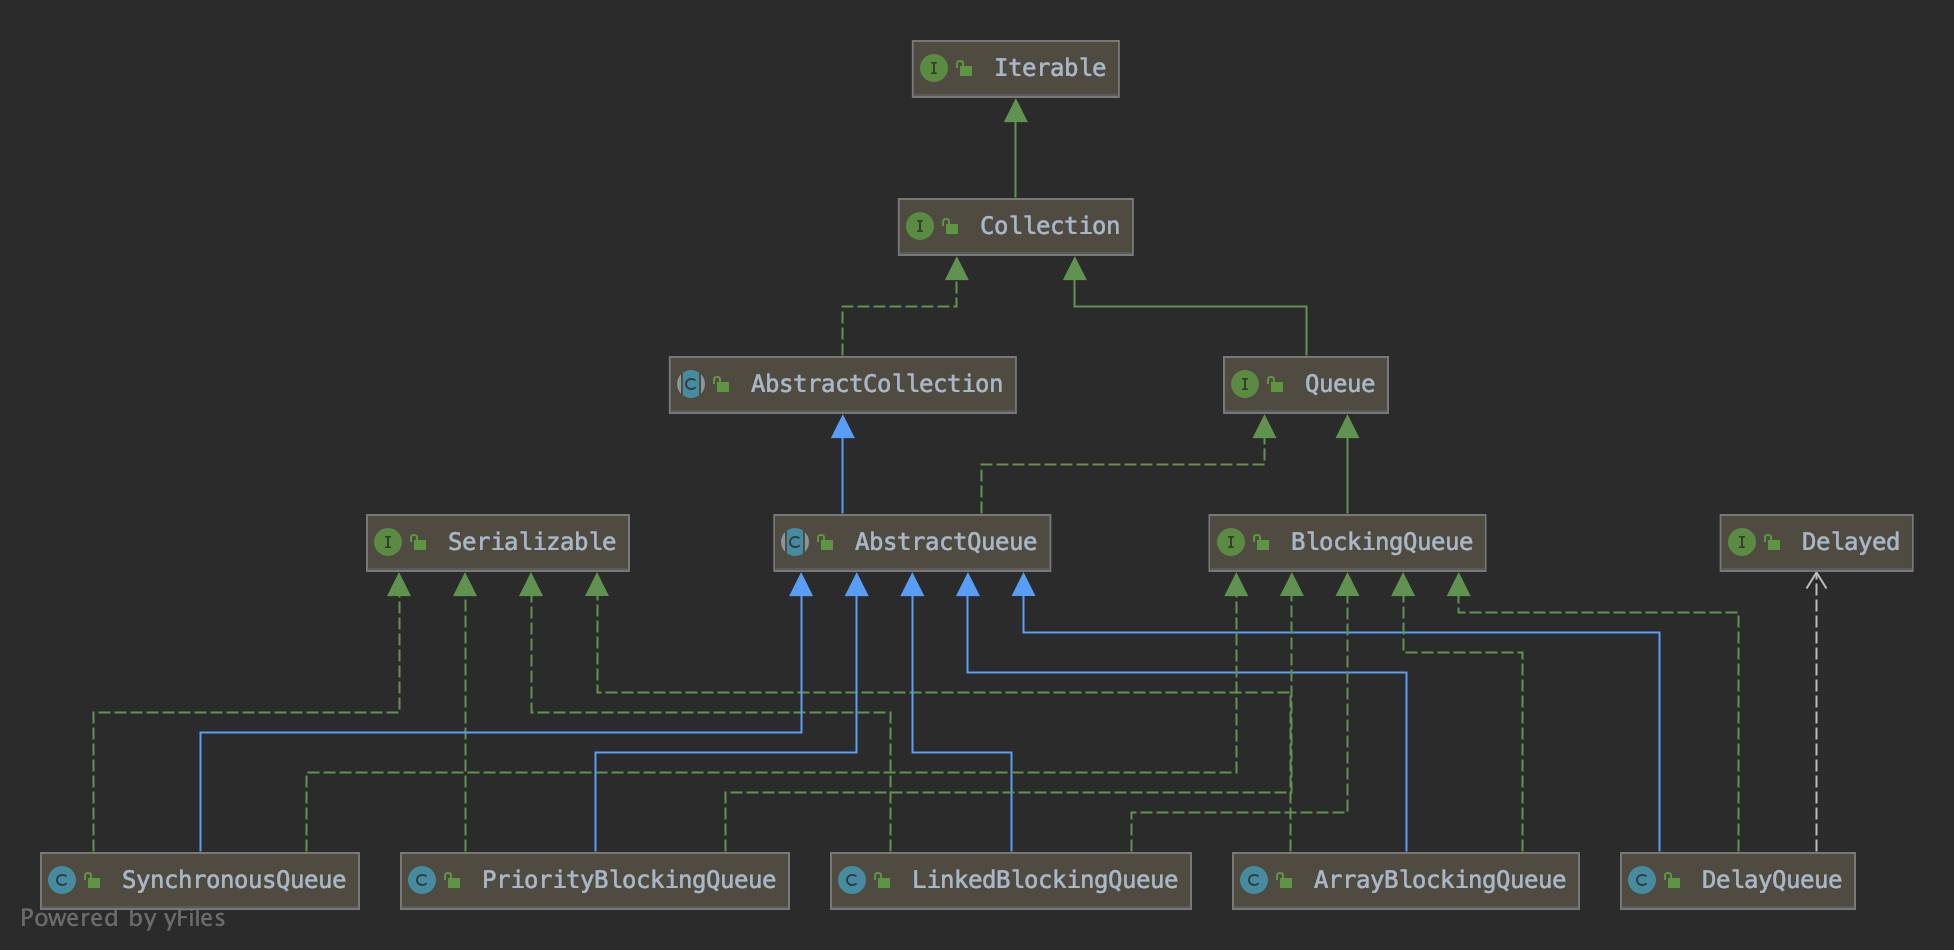 I Iterable
I Collection
C AbstractCollection
I Queue
I Serializable
C AbstractQueue
I BlockingQueue
I Delayed
C SynchronousQueue
C PriorityBlockingQueue
C LinkedBlockingQueue
C ArrayBlockingQueue
C DelayQueue
Powered by yFiles